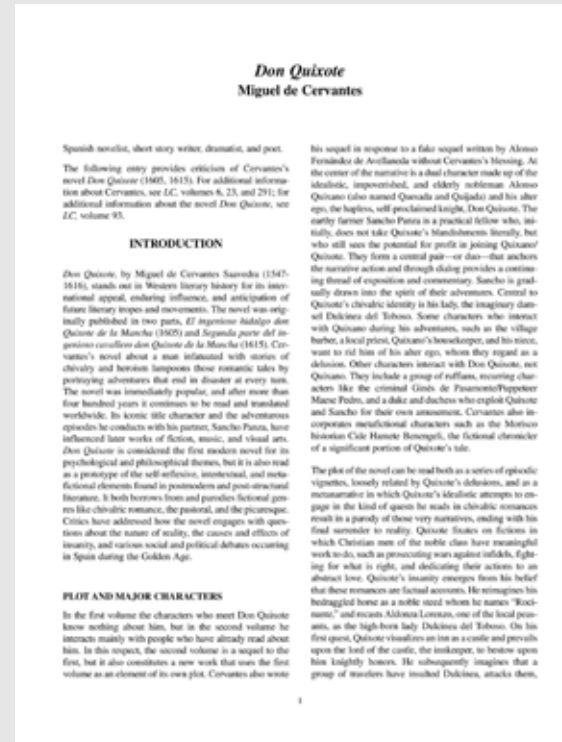 Don Quixote
Miguel de Cervantes
Spanish novelist, short story writer, dramatist, and poet.
The following entry provides criticism of Cervantes's
novel Don Quixote (1605, 1615). For additional informa-
tion about Cervantes, see LC, volumes 6, 23, and 291; for
additional information about the novel Don Quixote, see
LC, volume 93.
INTRODUCTION
Don Quixote, by Miguel de Cervantes Saavedra (1547-
1616), stands out in Western literary history for its inter-
national appeal, enduring influence, and anticipation of
future literary tropes and movements. The novel was orig-
inally published in two parts, El ingenioso hidalgo don
Quixote de la Mancha (1605) and Segunda parte del in-
genioso cavallero don Quixote de la Mancha (1615). Cer-
vantes's novel about a man infatuated with stories of
chivalry and heroism lampoons those romantic tales by
portraying adventures that end in disaster at every turn.
The novel was immediately popular, and after more than
four hundred years it continues to be read and translated
worldwide. Its iconic title character and the adventurous
episodes he conducts with his partner, Sancho Panza, have
influenced later works of fiction, music, and visual arts.
Don Quixote is considered the first modern novel for its
psychological and philosophical themes, but it is also read
as a prototype of the self-reflexive, intertextual, and meta-
fictional elements found in postmodern and post-structural
literature. It both borrows from and parodies fictional gen-
res like chivalric romance, the pastoral, and the picaresque.
Critics have addressed how the novel engages with ques-
tions about the nature of reality, the causes and effects of
insanity, and various social and political debates occurring
in Spain during the Golden Age.
PLOT AND MAJOR CHARACTERS
In the first volume the characters who meet Don Quixote
know nothing about him, but in the second volume he
interacts mainly with people who have already read about
him. In this respect, the second volume is a sequel to the
first, but it also constitutes a new work that uses the first
volume as an element of its own plot. Cervantes also wrote
his sequel in response to a fake sequel written by Alonso
Fernández de Avellaneda without Cervantes's blessing. At
the center of the narrative is a dual character made up of the
idealistic, impoverished, and elderly nobleman Alonso
Quixano (also named Quesada and Quijada) and his alter
ego, the hapless, self-proclaimed knight, Don Quixote. The
earthy farmer Sancho Panza is a practical fellow who, ini-
tially, does not take Quixote's blandishments literally, but
who still sees the potential for profit in joining Quixano/
Quixote. They form a central pair—or duo—that anchors
the narrative action and through dialog provides a continu-
ing thread of exposition and commentary. Sancho is grad-
ually drawn into the spirit of their adventures. Central to
Quixote's chivalric identity is his lady, the imaginary dam-
sel Dulcinea del Toboso. Some characters who interact
with Quixano during his adventures, such as the village
barber, a local priest, Quixano's housekeeper, and his niece,
want to rid him of his alter ego, whom they regard as a
delusion. Other characters interact with Don Quixote, not
Quixano. They include a group of ruffians, recurring char-
acters like the criminal Ginés de Pasamonte/Puppeteer
Maese Pedro, and a duke and duchess who exploit Quixote
and Sancho for their own amusement. Cervantes also in-
corporates metafictional characters such as the Morisco
historian Cide Hamete Benengeli, the fictional chronicler
of a significant portion of Quixote's tale.
The plot of the novel can be read both as a series of episodic
vignettes, loosely related by Quixote's delusions, and as a
metanarrative in which Quixote's idealistic attempts to en-
gage in the kind of quests he reads in chivalric romances
result in a parody of those very narratives, ending with his
final surrender to reality. Quixote fixates on fictions in
which Christian men of the noble class have meaningful
work to do, such as prosecuting wars against infidels, fight-
ing for what is right, and dedicating their actions to an
abstract love. Quixote's insanity emerges from his belief
that these romances are factual accounts. He reimagines his
bedraggled horse as a noble steed whom he names "Roci-
nante," and recasts Aldonza Lorenzo, one of the local peas-
ants, as the high-born lady Dulcinea del Toboso. On his
first quest, Quixote visualizes an inn as a castle and prevails
upon the lord of the castle, the innkeeper, to bestow upon
him knightly honors. He subsequently imagines that a
group of travelers have insulted Dulcinea, attacks them,
1